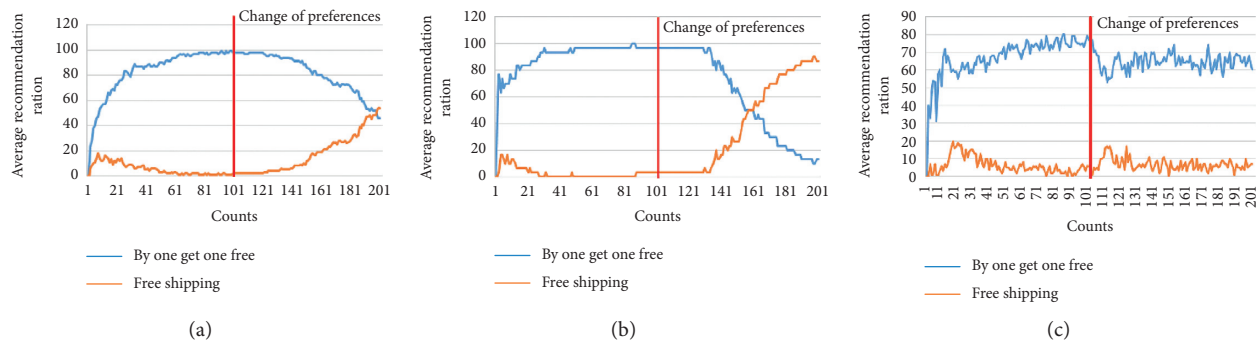 120
100
80
60
40
20
0
Average recommendation
ration
Change of preferences
1 21 41 61 81 101 121 141 161 181 201
Counts
By one get one free
Free shipping
(a)
120
100
80
60
40
20
0
Average recommendation
ration
Change of preferences
1 21 41 61 81 101 121 141 161 181 201
Counts
By one get one free
Free shipping
(b)
90
80
70
60
50
40
30
20
10
0
Average recommendation
ration
Change of preferences
1 11 21 31 41 51 61 71 81 91 101 111 121 131 141 151 161 171 181 191 201
Counts
By one get one free
Free shipping
(c)